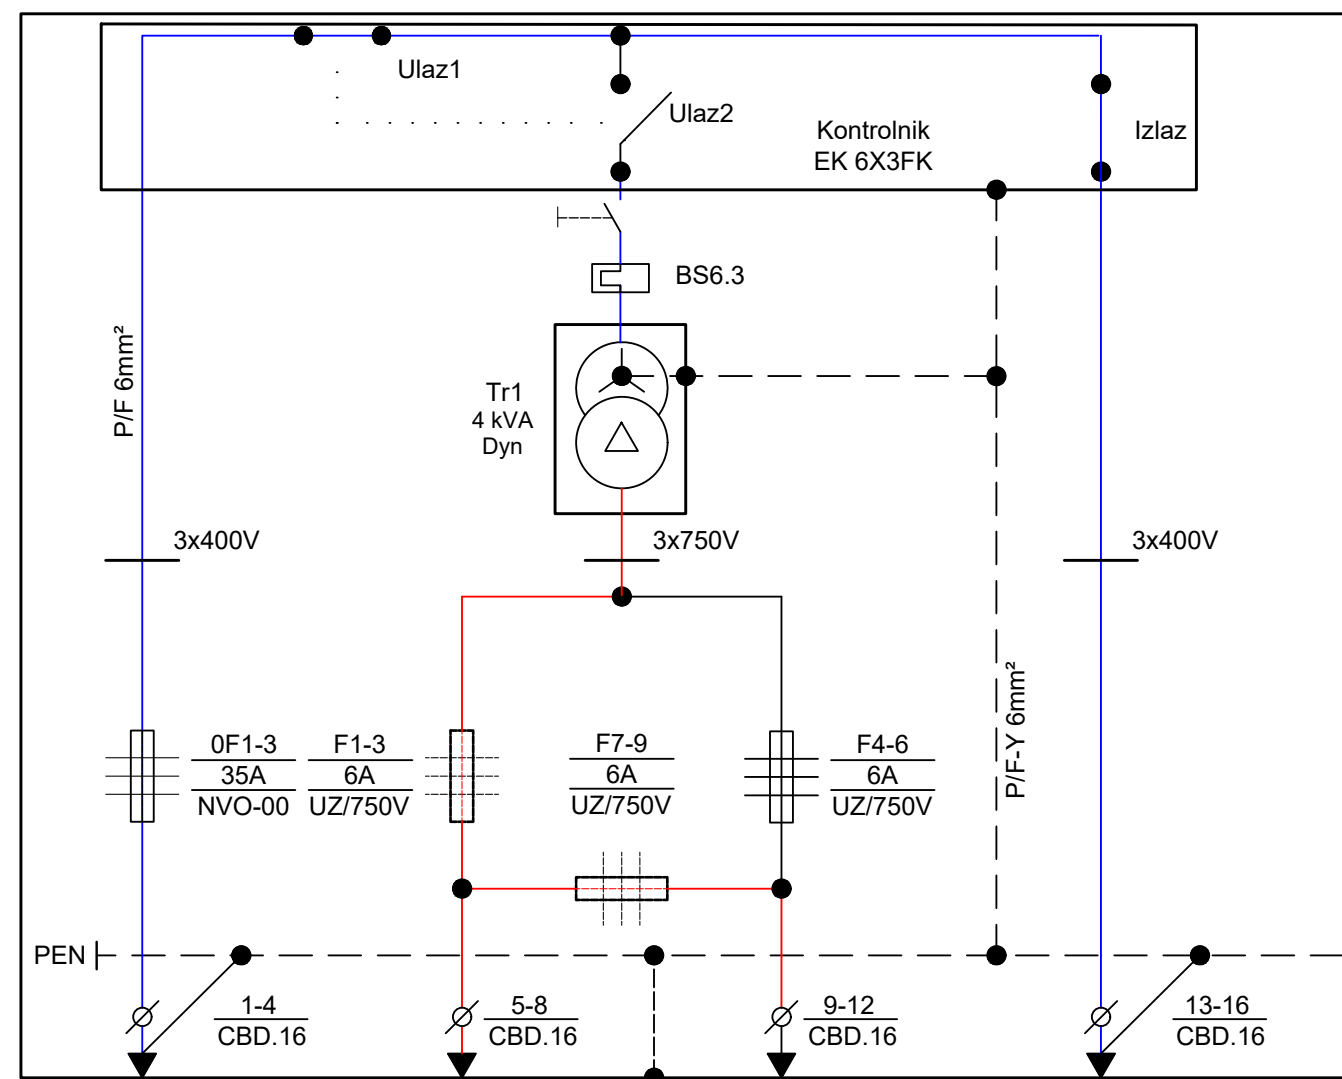 Ulaz1
Ulaz2
Kontrolnik
EK 6X3FK
Izlaz
BS6.3
P/F 6mm²
Tr1
4 kVA
Dyn
3x400V
3x750V
3x400V
P/F-Y 6mm²
0F1-3
35A
NVO-00
F1-3
6A
UZ/750V
F7-9
6A
UZ/750V
F4-6
6A
UZ/750V
PEN
1-4
CBD.16
5-8
CBD.16
9-12
CBD.16
13-16
CBD.16